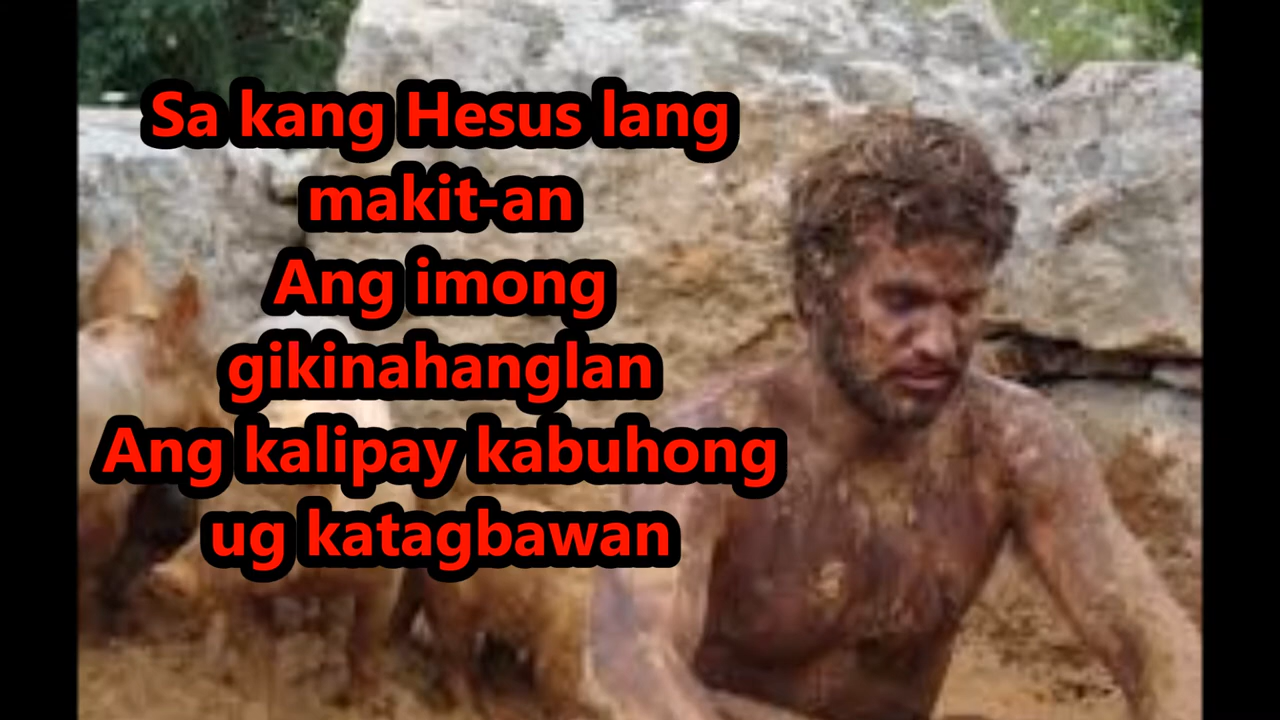 Sa kang Hesus lang
makit-an
Ang imong
gikinahanglan
Ang kalipay kabuhong
ug katagbawan